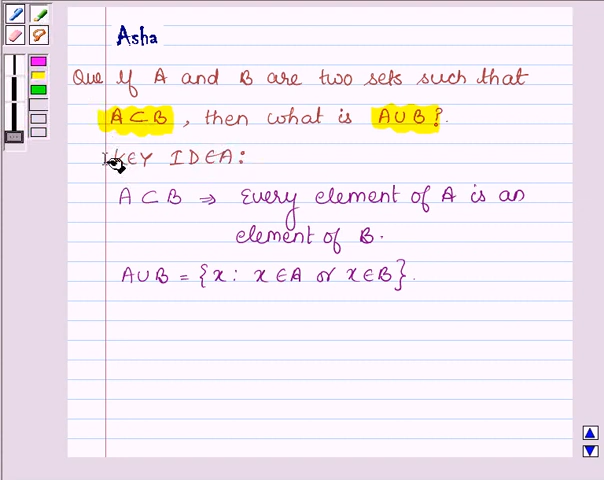 Asha
Que If A and B are two sets such that
A⊂B, then what is A∪B?
KEY IDEA:
A⊂B ⇒ Every element of A is an
element of B.
A∪B = {x: x∈A or x∈B}.